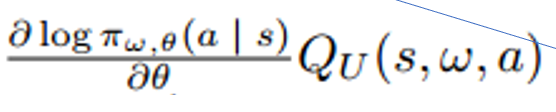 ∂ log π_{ω,θ}(a | s)
∂θ
Q_U(s, ω, a)